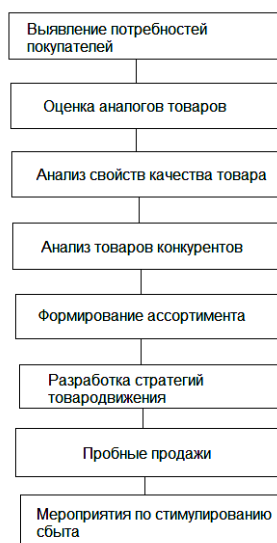 Выявление потребностей
покупателей
Оценка аналогов товаров
Анализ свойств качества товара
Анализ товаров конкурентов
Формирование ассортимента
Разработка стратегий
товародвижения
Пробные продажи
Мероприятия по стимулированию
сбыта